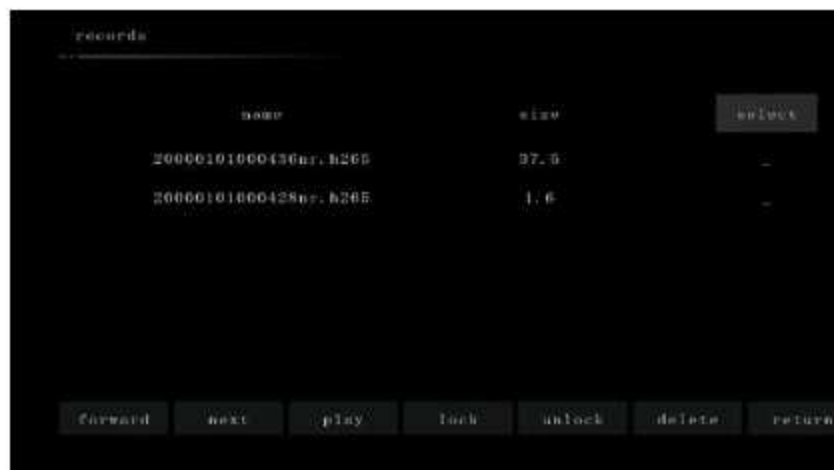 records
name size select
20000101000436nr.h265 37.5 _
20000101000428nr.h265 1.6 _
forward next play lock unlock delete return